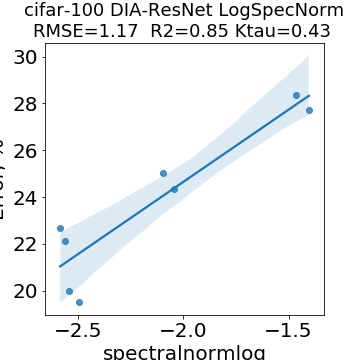 cifar-100 DIA-ResNet LogSpecNorm
RMSE=1.17 R2=0.85 Ktau=0.43
30
28
26
24
22
20
−2.5 −2.0 −1.5
spectralnormlog